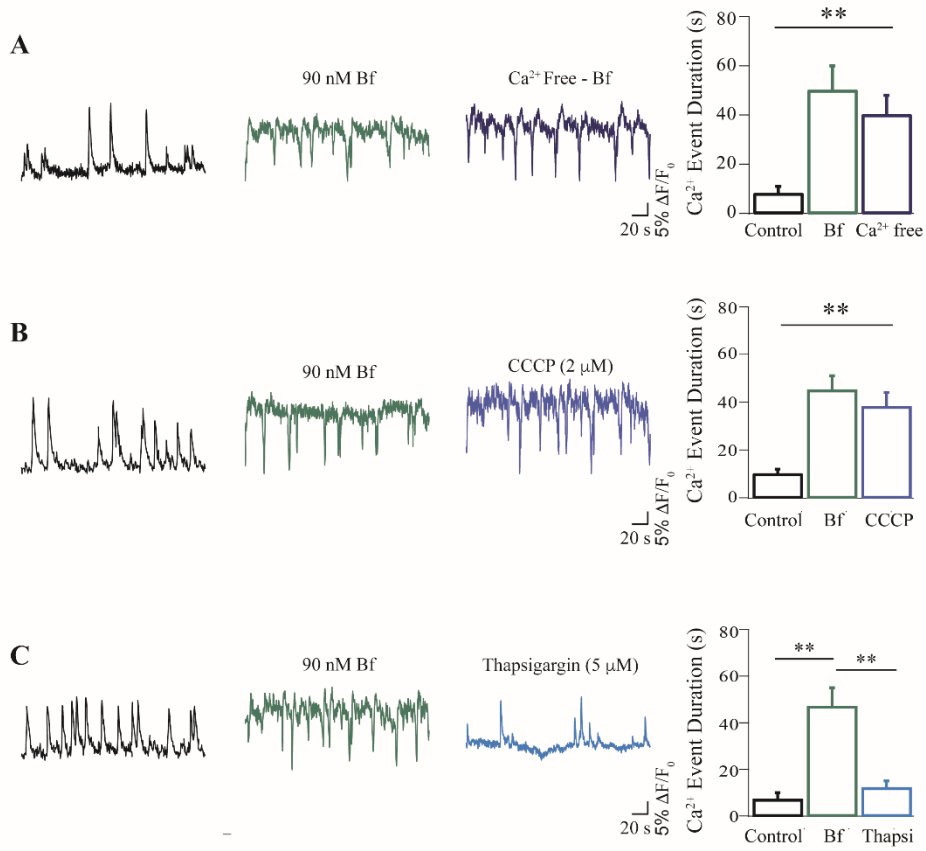 A
90 nM Bf
Ca²⁺ Free - Bf
20 s
5% ΔF/F₀
Ca²⁺ Event Duration (s)
80
60
40
20
0
**
Control Bf Ca²⁺ free
B
90 nM Bf
CCCP (2 µM)
20 s
5% ΔF/F₀
Ca²⁺ Event Duration (s)
80
60
40
20
0
**
Control Bf CCCP
C
90 nM Bf
Thapsigargin (5 µM)
20 s
5% ΔF/F₀
Ca²⁺ Event Duration (s)
80
60
40
20
0
** **
Control Bf Thapsi